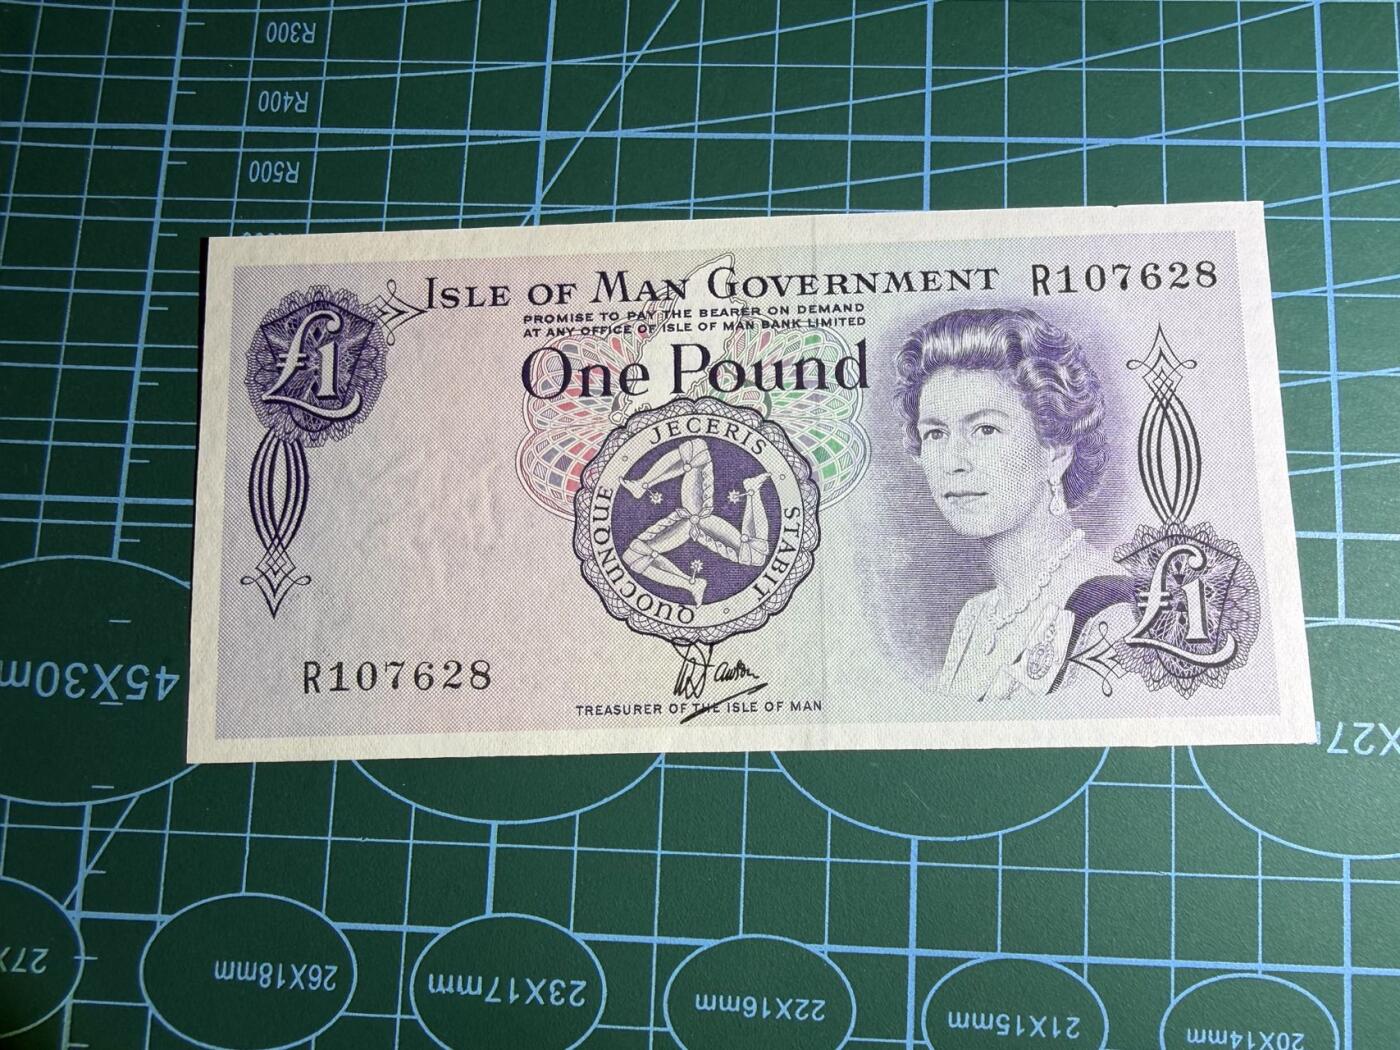 R300
R400
R500
ISLE OF MAN GOVERNMENT
R107628
PROMISE TO PAY THE BEARER ON DEMAND
AT ANY OFFICE OF ISLE OF MAN BANK LIMITED
One Pound
£1
QUOCUNQUE · JECERIS · STABIT ·
£1
R107628
TREASURER OF THE ISLE OF MAN
45X30m
X27
27X
26X18mm
23X17mm
22X16mm
21X15mm
20X14mm